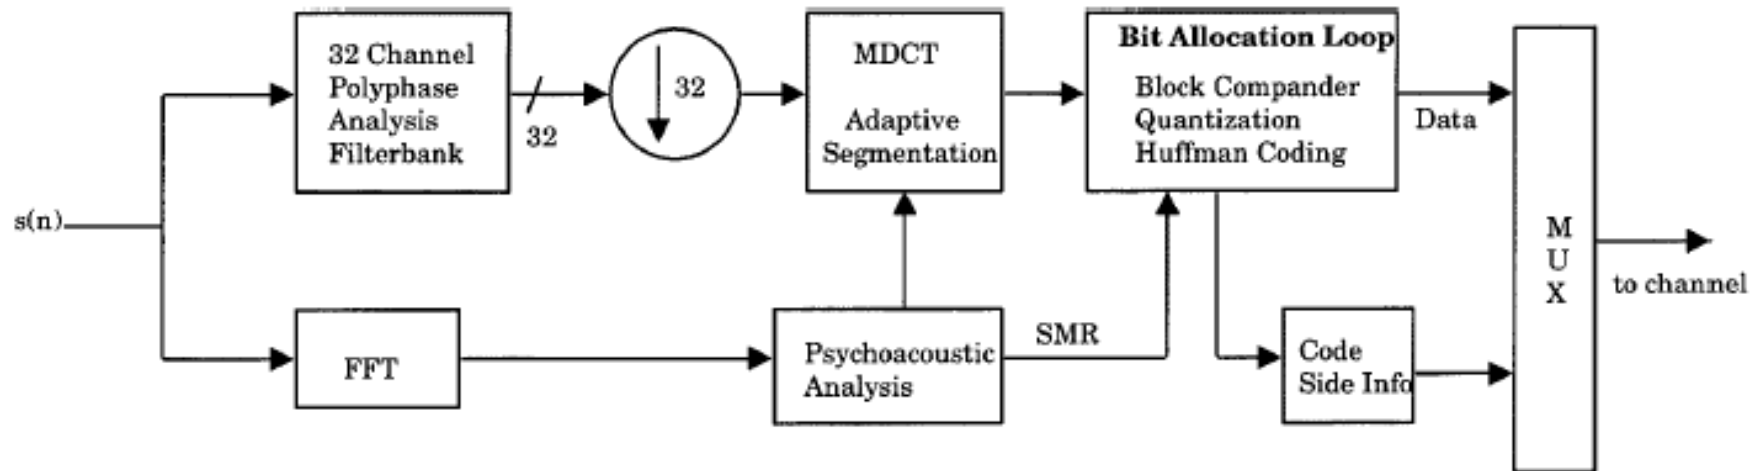 32 Channel
Polyphase
Analysis
Filterbank
32
32
MDCT
Adaptive
Segmentation
Bit Allocation Loop
Block Compander
Quantization
Huffman Coding
Data
s(n)
FFT
Psychoacoustic
Analysis
SMR
Code
Side Info
M
U
X
to channel